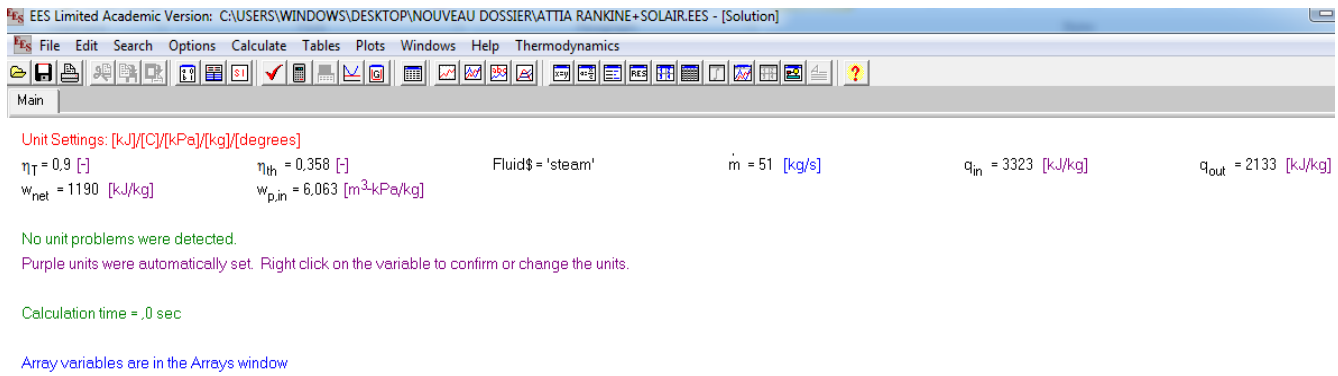 EES Limited Academic Version: C:\USERS\WINDOWS\DESKTOP\NOUVEAU DOSSIER\ATTIA RANKINE+SOLAIR.EES - [Solution]
File Edit Search Options Calculate Tables Plots Windows Help Thermodynamics
Main
Unit Settings: [kJ]/[C]/[kPa]/[kg]/[degrees]
ηT = 0,9 [-] ηth = 0,358 [-] Fluid$ = 'steam' ṁ = 51 [kg/s] qin = 3323 [kJ/kg] qout = 2133 [kJ/kg]
wnet = 1190 [kJ/kg] wp,in = 6,063 [m3-kPa/kg]
No unit problems were detected.
Purple units were automatically set. Right click on the variable to confirm or change the units.
Calculation time = ,0 sec
Array variables are in the Arrays window